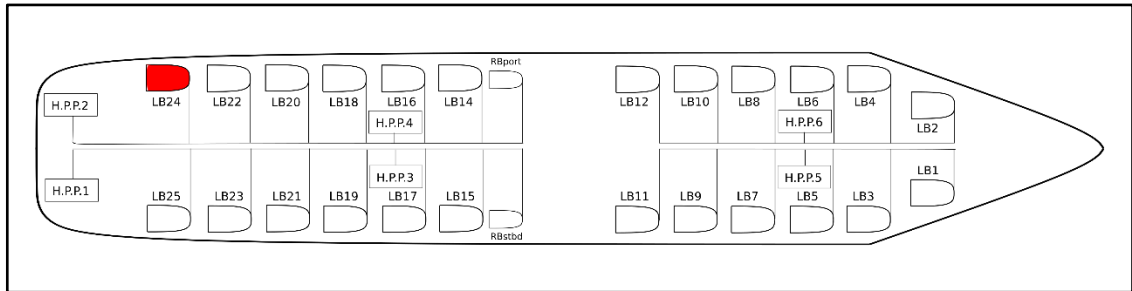 RBport
H.P.P.2
LB24
LB22
LB20
LB18
LB16
LB14
LB12
LB10
LB8
LB6
LB4
LB2
H.P.P.4
H.P.P.6
H.P.P.1
H.P.P.3
H.P.P.5
LB1
LB25
LB23
LB21
LB19
LB17
LB15
LB11
LB9
LB7
LB5
LB3
RBstbd